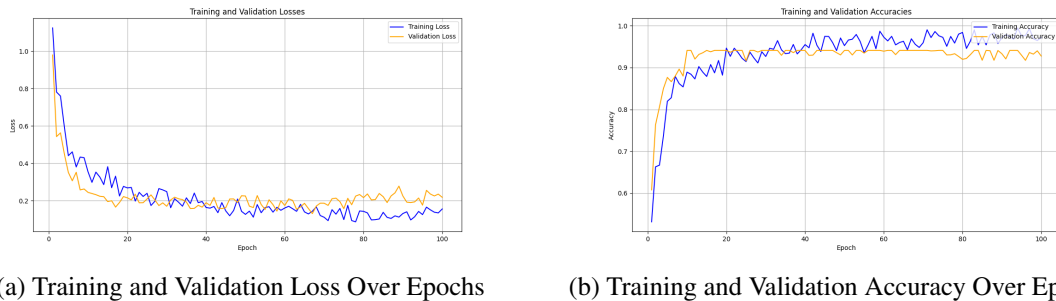 Training and Validation Losses
Training Loss
Validation Loss
Loss
1.0
0.8
0.6
0.4
0.2
0
20
40
60
80
100
Epoch
Training and Validation Accuracies
Training Accuracy
Validation Accuracy
Accuracy
1.0
0.9
0.8
0.7
0.6
0
20
40
60
80
100
Epoch
a) Training and Validation Loss Over Epochs
(b) Training and Validation Accuracy Over Ep